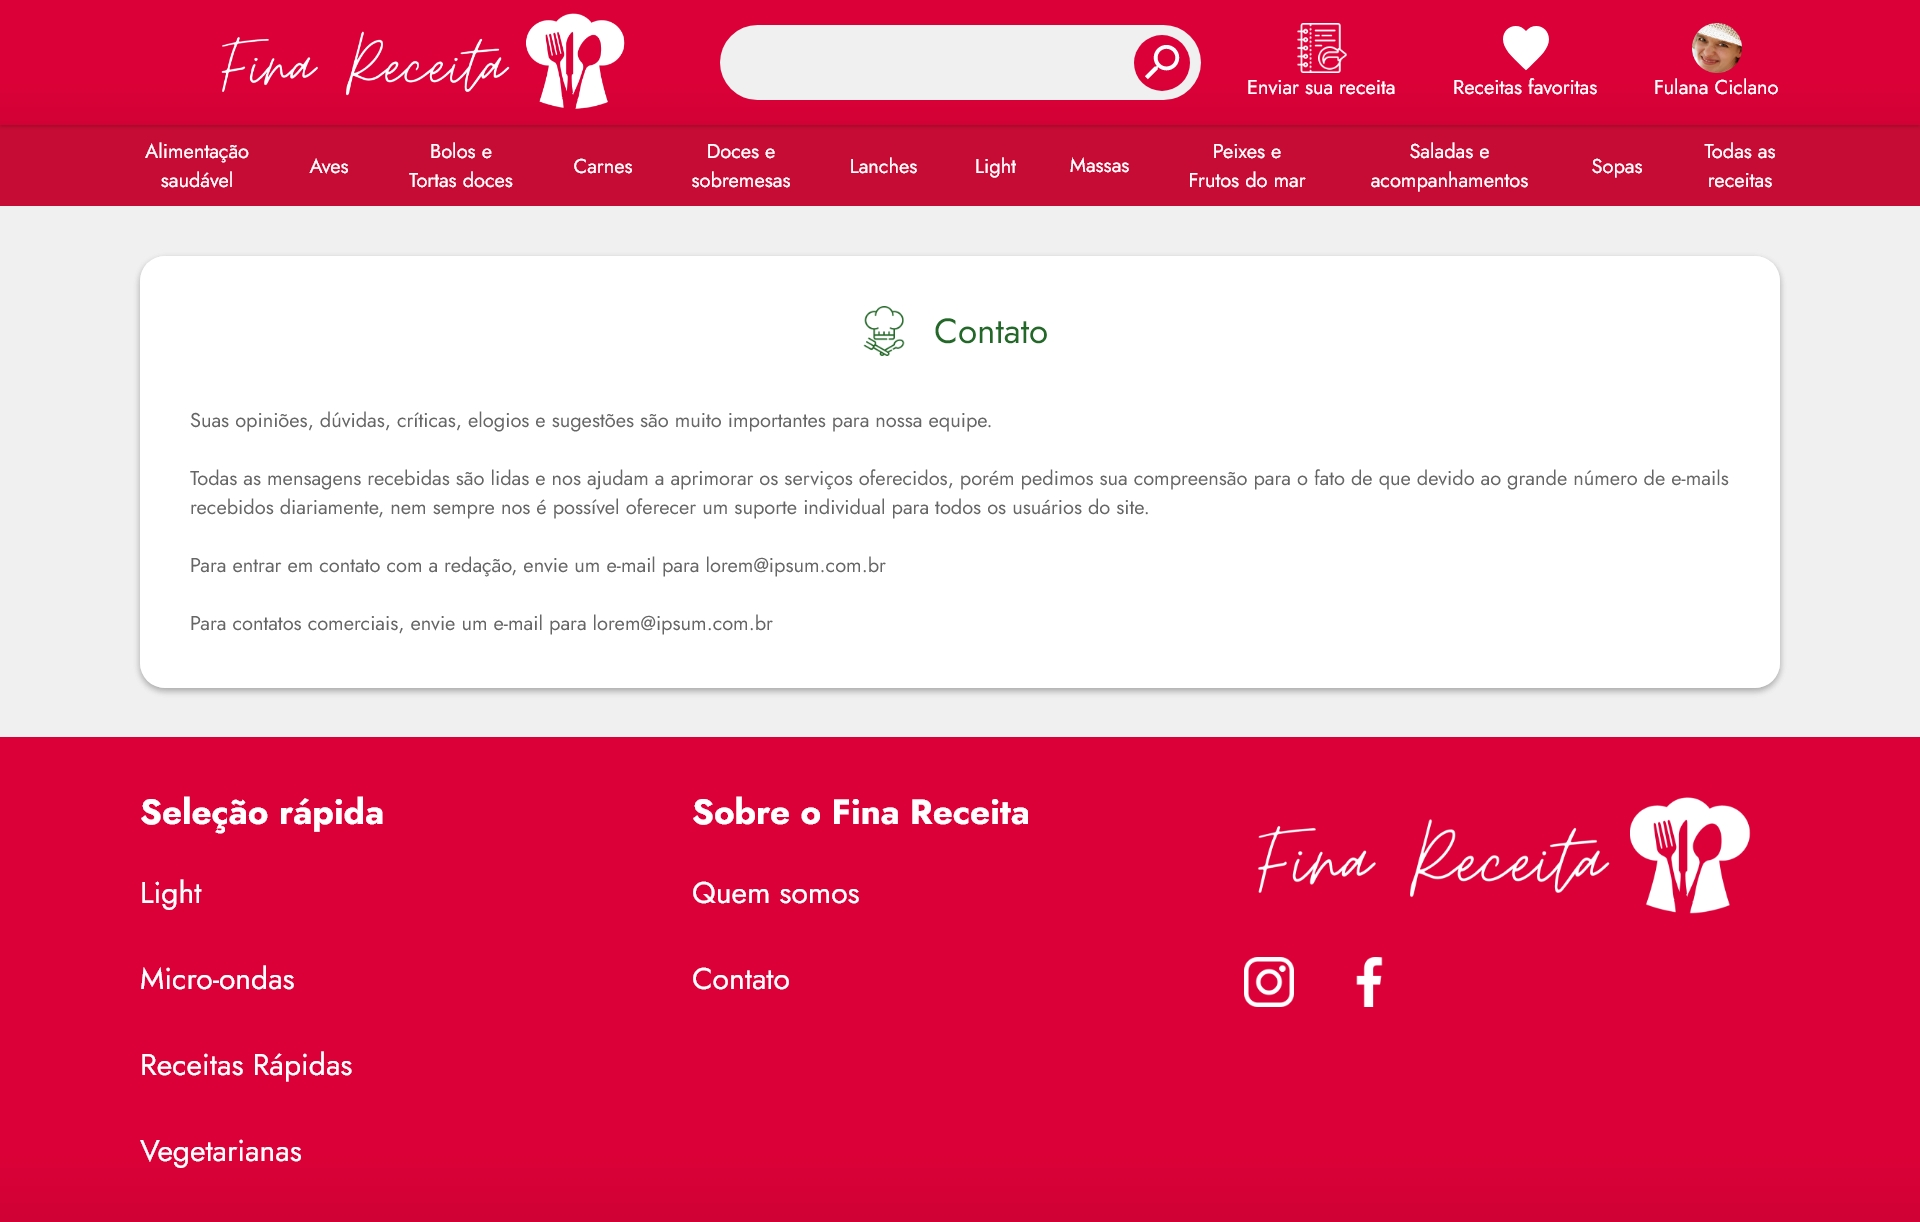 Fina Receita
Enviar sua receita
Receitas favoritas
Fulana Ciclano
Alimentação
saudável
Aves
Bolos e
Tortas doces
Carnes
Doces e
sobremesas
Lanches
Light
Massas
Peixes e
Frutos do mar
Saladas e
acompanhamentos
Sopas
Todas as
receitas
Contato
Suas opiniões, dúvidas, críticas, elogios e sugestões são muito importantes para nossa equipe.
Todas as mensagens recebidas são lidas e nos ajudam a aprimorar os serviços oferecidos, porém pedimos sua compreensão para o fato de que devido ao grande número de e-mails
recebidos diariamente, nem sempre nos é possível oferecer um suporte individual para todos os usuários do site.
Para entrar em contato com a redação, envie um e-mail para lorem@ipsum.com.br
Para contatos comerciais, envie um e-mail para lorem@ipsum.com.br
Seleção rápida
Light
Micro-ondas
Receitas Rápidas
Vegetarianas
Sobre o Fina Receita
Quem somos
Contato
Fina Receita